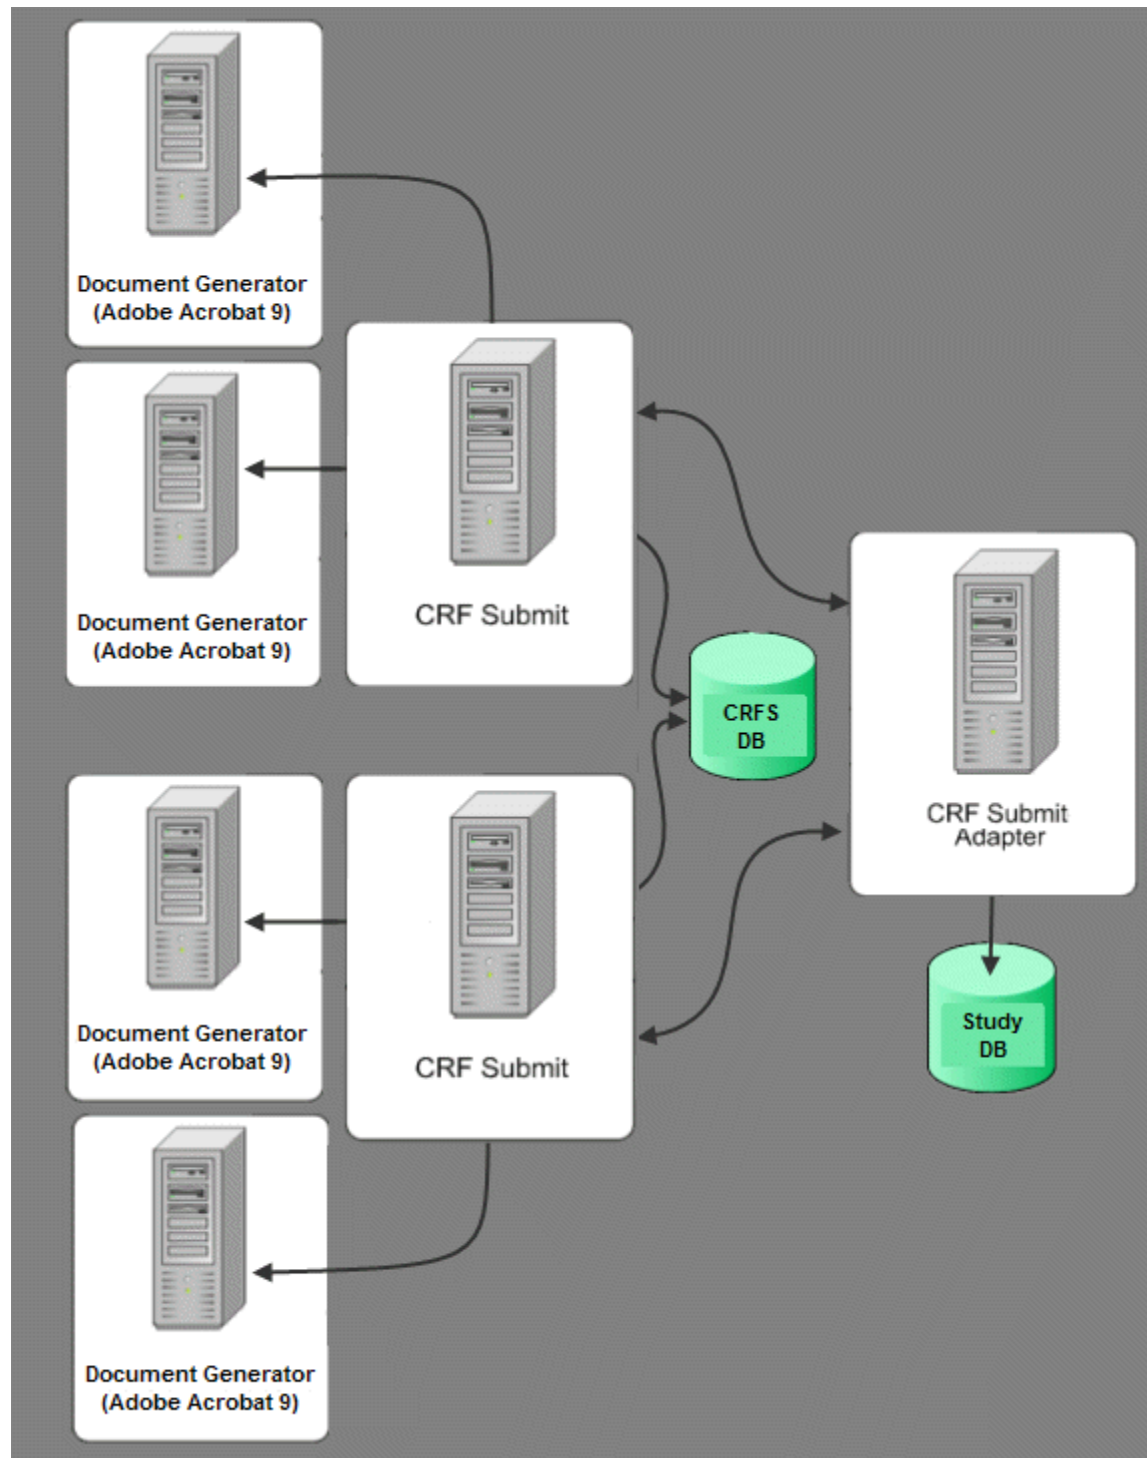 Document Generator
(Adobe Acrobat 9)
Document Generator
(Adobe Acrobat 9)
CRF Submit
CRFS
DB
CRF Submit
Adapter
Document Generator
(Adobe Acrobat 9)
CRF Submit
Study
DB
Document Generator
(Adobe Acrobat 9)